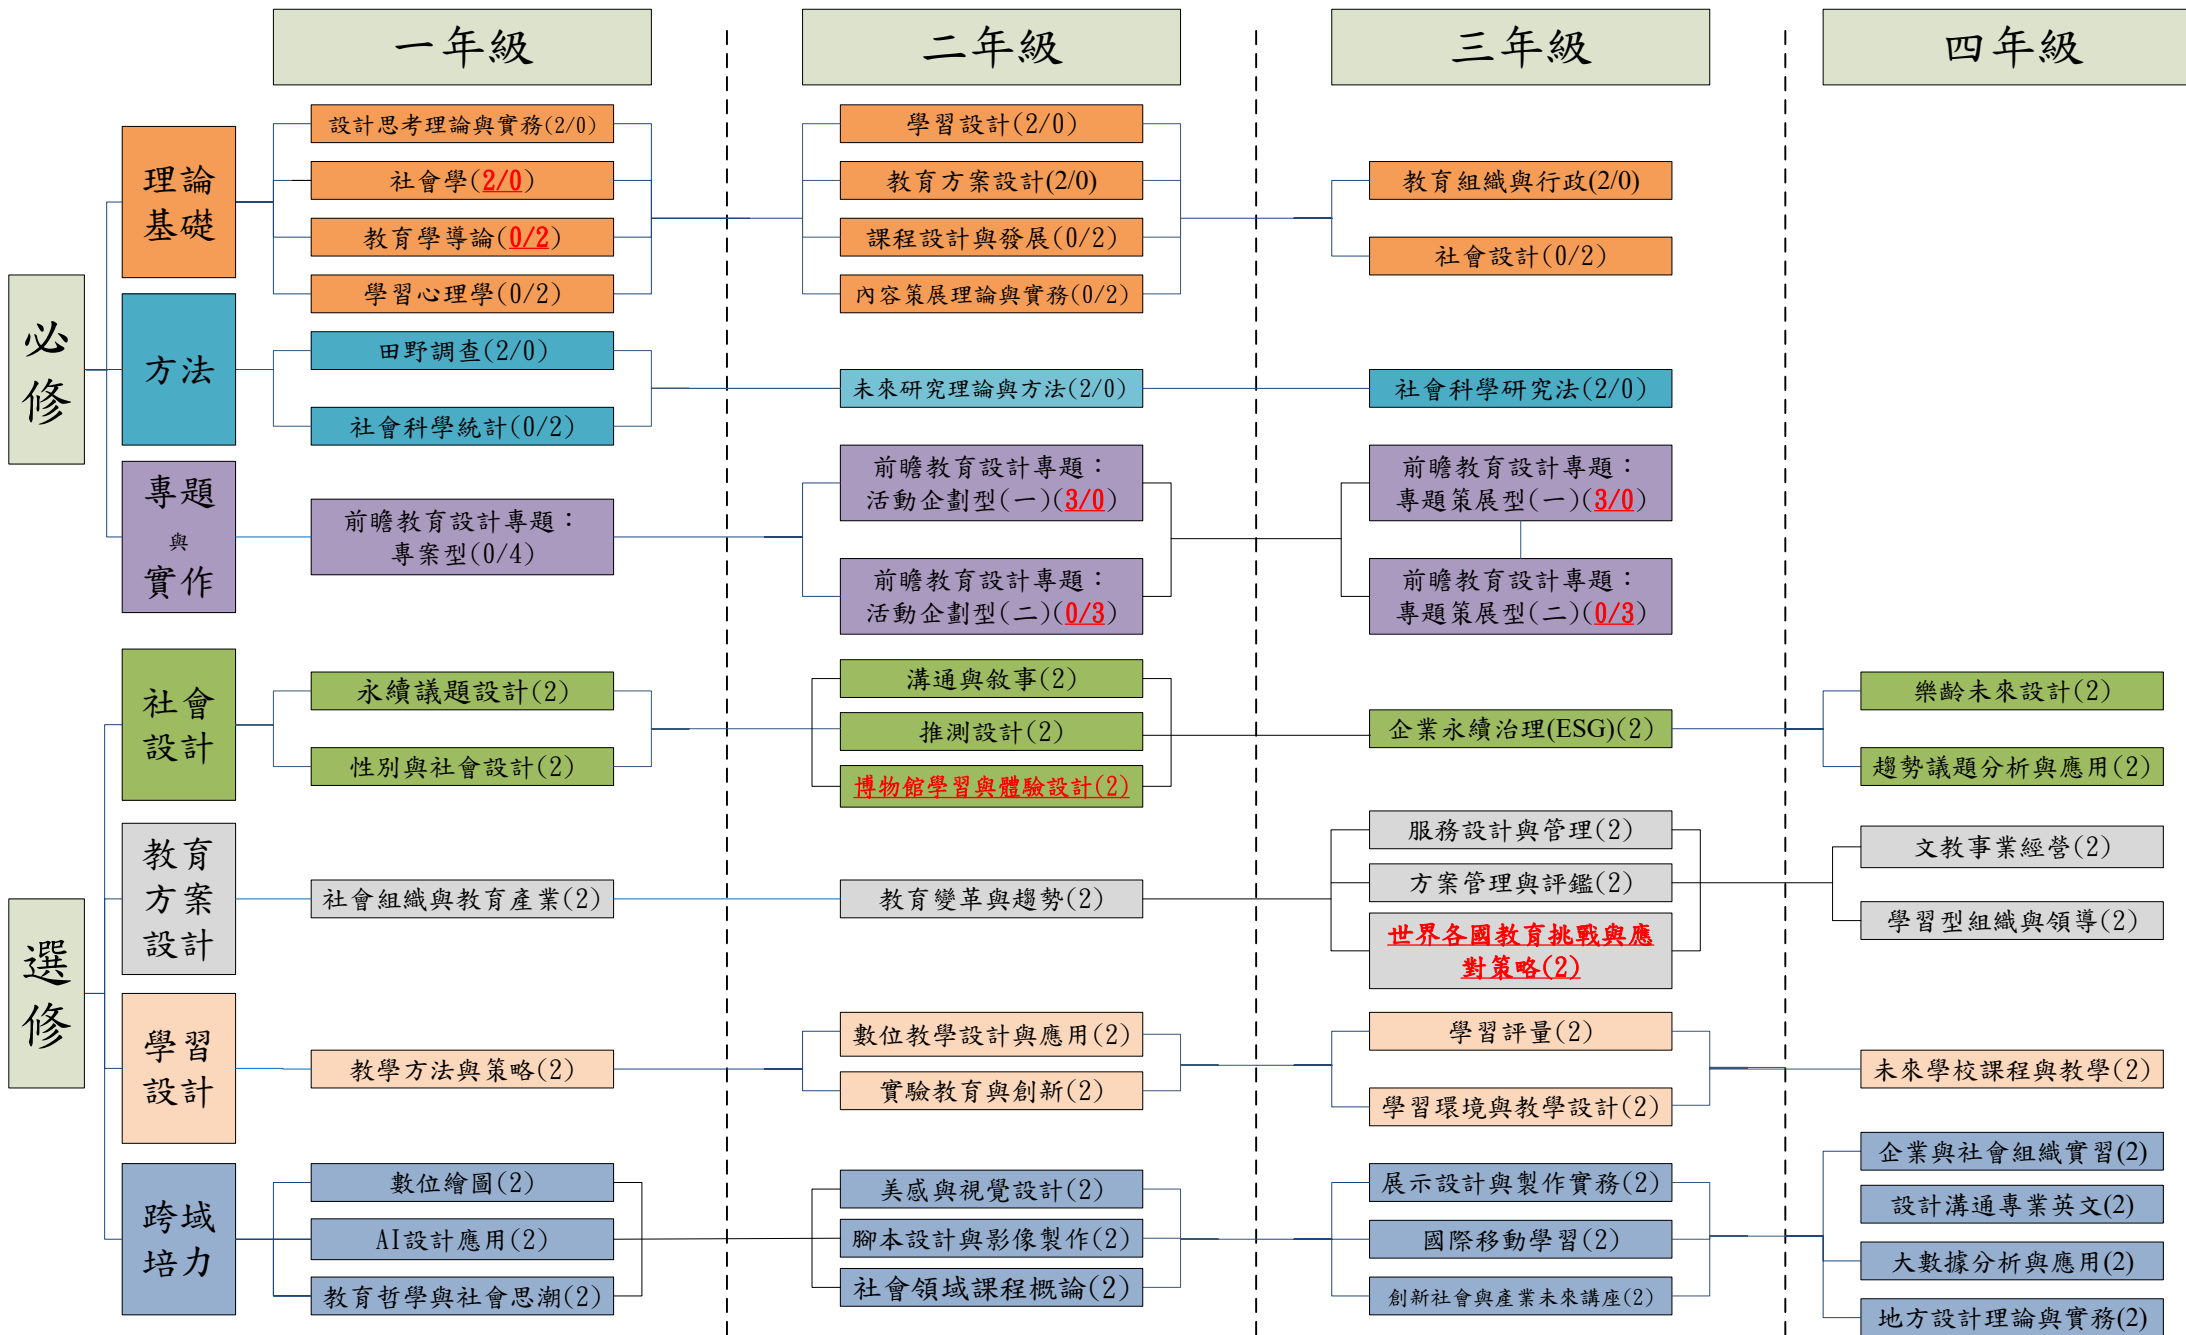 一年級
二年級
三年級
四年級
必
修
理論
基礎
設計思考理論與實務(2/0)
社會學(2/0)
教育學導論(0/2)
學習心理學(0/2)
學習設計(2/0)
教育方案設計(2/0)
課程設計與發展(0/2)
內容策展理論與實務(0/2)
教育組織與行政(2/0)
社會設計(0/2)
方法
田野調查(2/0)
社會科學統計(0/2)
未來研究理論與方法(2/0)
社會科學研究法(2/0)
專題
與
實作
前瞻教育設計專題：
專案型(0/4)
前瞻教育設計專題：
活動企劃型(一)(3/0)
前瞻教育設計專題：
活動企劃型(二)(0/3)
前瞻教育設計專題：
專題策展型(一)(3/0)
前瞻教育設計專題：
專題策展型(二)(0/3)
選
修
社會
設計
永續議題設計(2)
性別與社會設計(2)
溝通與敘事(2)
推測設計(2)
博物館學習與體驗設計(2)
企業永續治理(ESG)(2)
樂齡未來設計(2)
趨勢議題分析與應用(2)
教育
方案
設計
社會組織與教育產業(2)
教育變革與趨勢(2)
服務設計與管理(2)
方案管理與評鑑(2)
世界各國教育挑戰與應
對策略(2)
文教事業經營(2)
學習型組織與領導(2)
學習
設計
教學方法與策略(2)
數位教學設計與應用(2)
實驗教育與創新(2)
學習評量(2)
學習環境與教學設計(2)
未來學校課程與教學(2)
跨域
培力
數位繪圖(2)
AI設計應用(2)
教育哲學與社會思潮(2)
美感與視覺設計(2)
腳本設計與影像製作(2)
社會領域課程概論(2)
展示設計與製作實務(2)
國際移動學習(2)
創新社會與產業未來講座(2)
企業與社會組織實習(2)
設計溝通專業英文(2)
大數據分析與應用(2)
地方設計理論與實務(2)